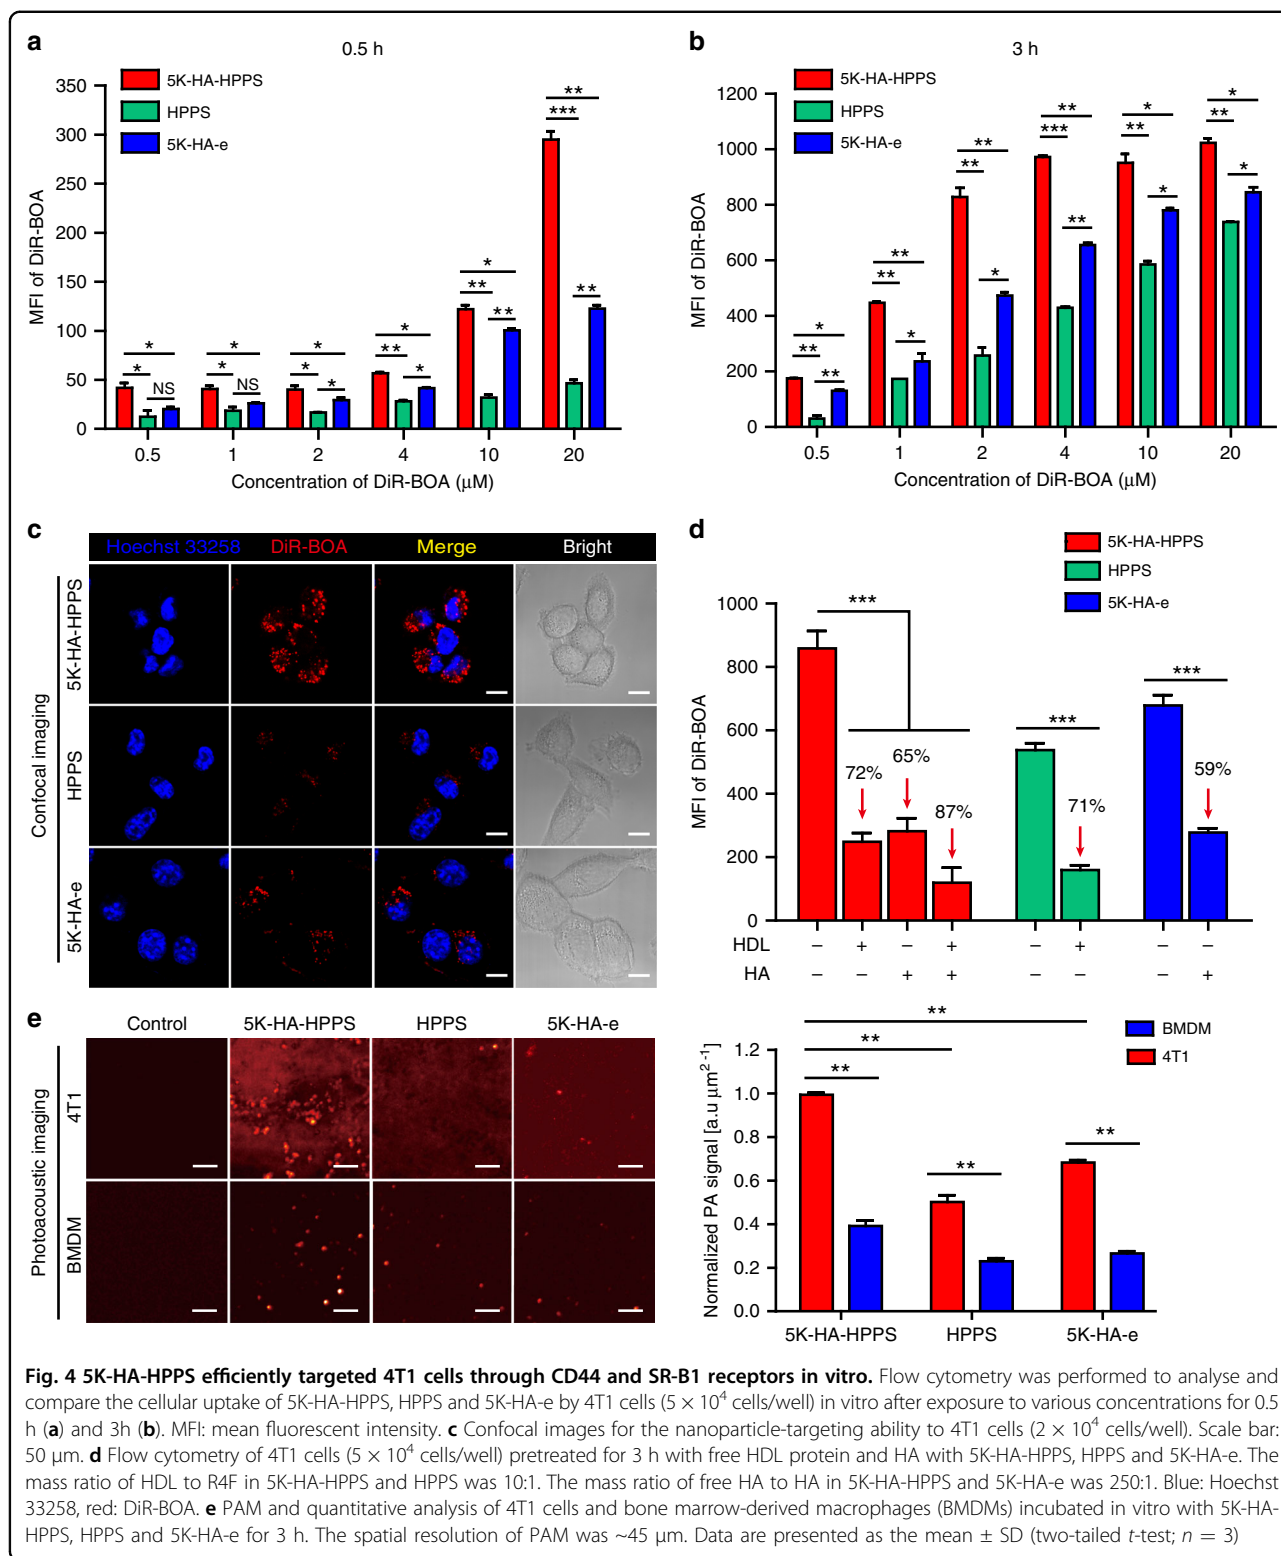 a
0.5 h
5K-HA-HPPS
HPPS
5K-HA-e
MFI of DiR-BOA
350
300
250
200
150
100
50
0
* * NS
* * NS
* * *
* ** *
* ** **
** *** **
0.5 1 2 4 10 20
Concentration of DiR-BOA (μM)
b
3 h
5K-HA-HPPS
HPPS
5K-HA-e
MFI of DiR-BOA
1200
1000
800
600
400
200
0
* ** **
** ** *
** ** *
** *** **
* ** *
* ** *
0.5 1 2 4 10 20
Concentration of DiR-BOA (μM)
c
Hoechst 33258 DiR-BOA Merge Bright
Confocal imaging
5K-HA-HPPS
HPPS
5K-HA-e
d
5K-HA-HPPS
HPPS
5K-HA-e
MFI of DiR-BOA
1000
800
600
400
200
0
*** *** ***
72% 65% 87% 71% 59%
HDL − + − + − + − −
HA − − + + − − − +
e
Control 5K-HA-HPPS HPPS 5K-HA-e
Photoacoustic imaging
4T1
BMDM
BMDM
4T1
Normalized PA signal [a.u μm²⁻¹]
1.2
1.0
0.8
0.6
0.4
0.2
0.0
**
**
** ** **
5K-HA-HPPS HPPS 5K-HA-e
Fig. 4 5K-HA-HPPS efficiently targeted 4T1 cells through CD44 and SR-B1 receptors in vitro. Flow cytometry was performed to analyse and
compare the cellular uptake of 5K-HA-HPPS, HPPS and 5K-HA-e by 4T1 cells (5 × 10⁴ cells/well) in vitro after exposure to various concentrations for 0.5
h (a) and 3h (b). MFI: mean fluorescent intensity. c Confocal images for the nanoparticle-targeting ability to 4T1 cells (2 × 10⁴ cells/well). Scale bar:
50 μm. d Flow cytometry of 4T1 cells (5 × 10⁴ cells/well) pretreated for 3 h with free HDL protein and HA with 5K-HA-HPPS, HPPS and 5K-HA-e. The
mass ratio of HDL to R4F in 5K-HA-HPPS and HPPS was 10:1. The mass ratio of free HA to HA in 5K-HA-HPPS and 5K-HA-e was 250:1. Blue: Hoechst
33258, red: DiR-BOA. e PAM and quantitative analysis of 4T1 cells and bone marrow-derived macrophages (BMDMs) incubated in vitro with 5K-HA-
HPPS, HPPS and 5K-HA-e for 3 h. The spatial resolution of PAM was ~45 μm. Data are presented as the mean ± SD (two-tailed t-test; n = 3)